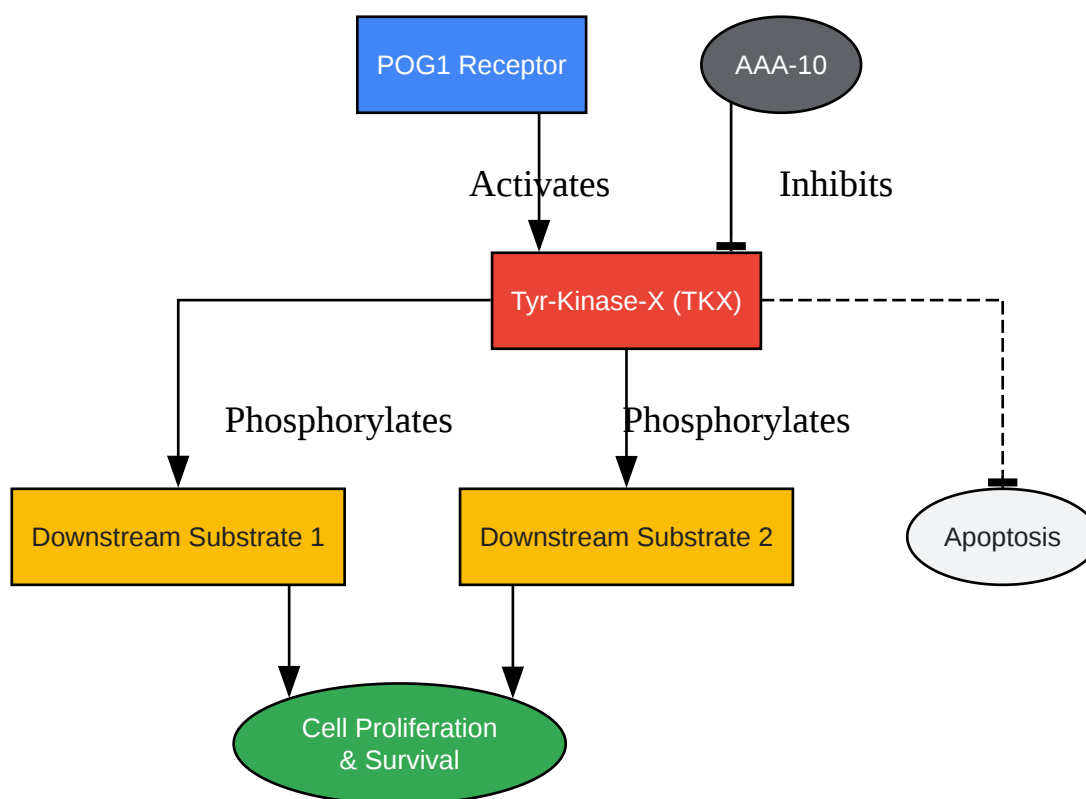 POG1 Receptor
AAA-10
Activates
Inhibits
Tyr-Kinase-X (TKX)
Phosphorylates
Phosphorylates
Downstream Substrate 1
Downstream Substrate 2
Apoptosis
Cell Proliferation
& Survival